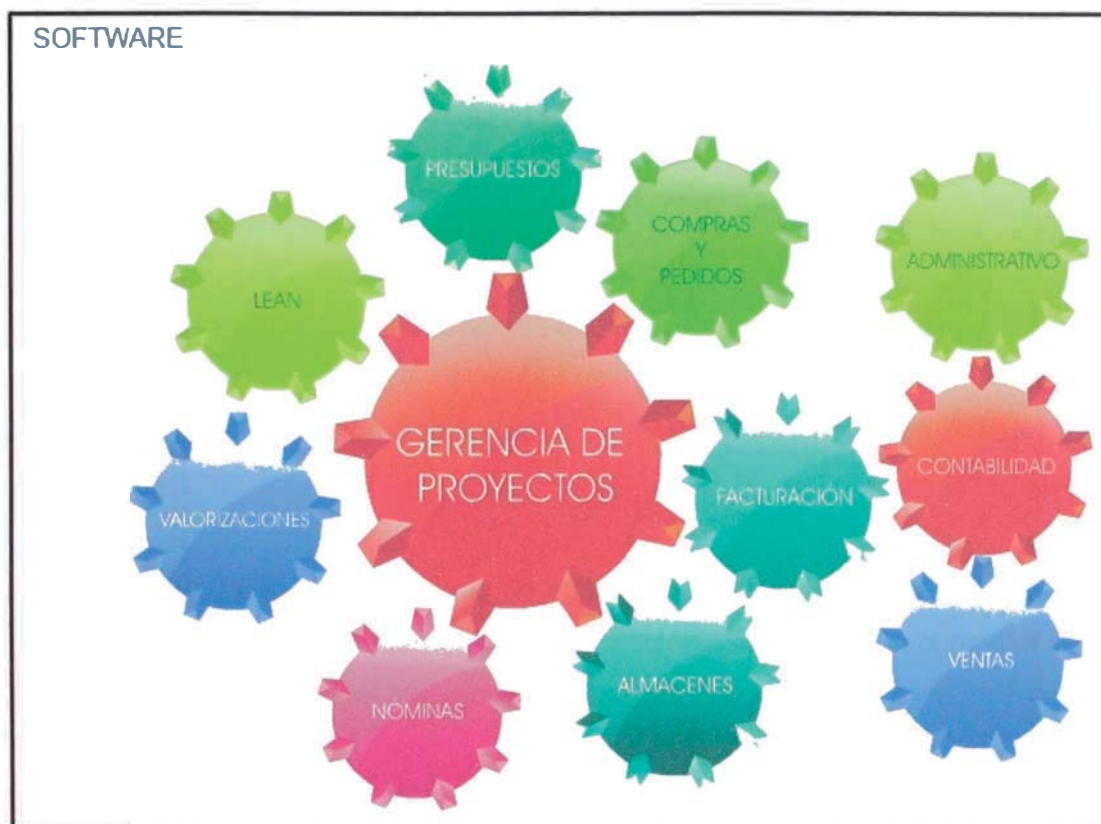 SOFTWARE
PRESUPUESTOS
COMPRAS
Y
PEDIDOS
ADMINISTRATIVO
LEAN
GERENCIA DE
PROYECTOS
CONTABILIDAD
FACTURACIÓN
VALORIZACIONES
VENTAS
ALMACENES
NÓMINAS